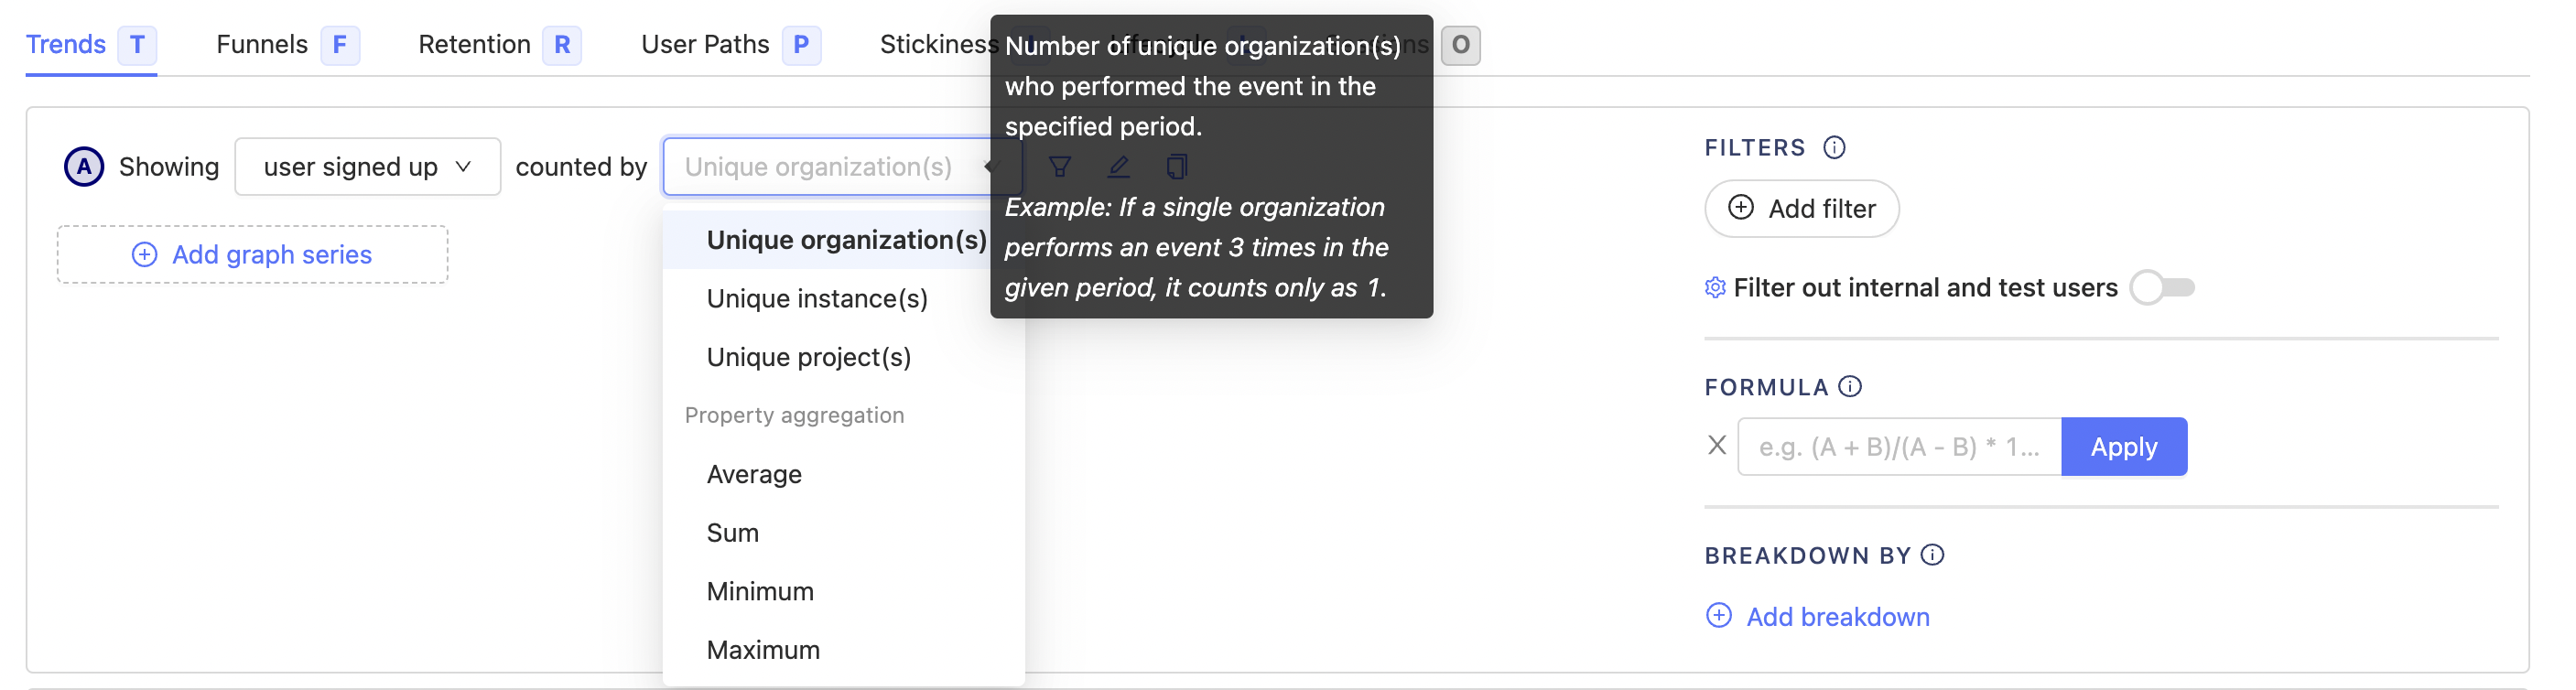 Trends T Funnels F Retention R User Paths P Stickiness O
Number of unique organization(s)
who performed the event in the
specified period.
Example: If a single organization
performs an event 3 times in the
given period, it counts only as 1.
A Showing user signed up counted by Unique organization(s)
Add graph series
Unique organization(s)
Unique instance(s)
Unique project(s)
Property aggregation
Average
Sum
Minimum
Maximum
FILTERS
Add filter
Filter out internal and test users
FORMULA
X e.g. (A + B)/(A - B) * 1... Apply
BREAKDOWN BY
Add breakdown